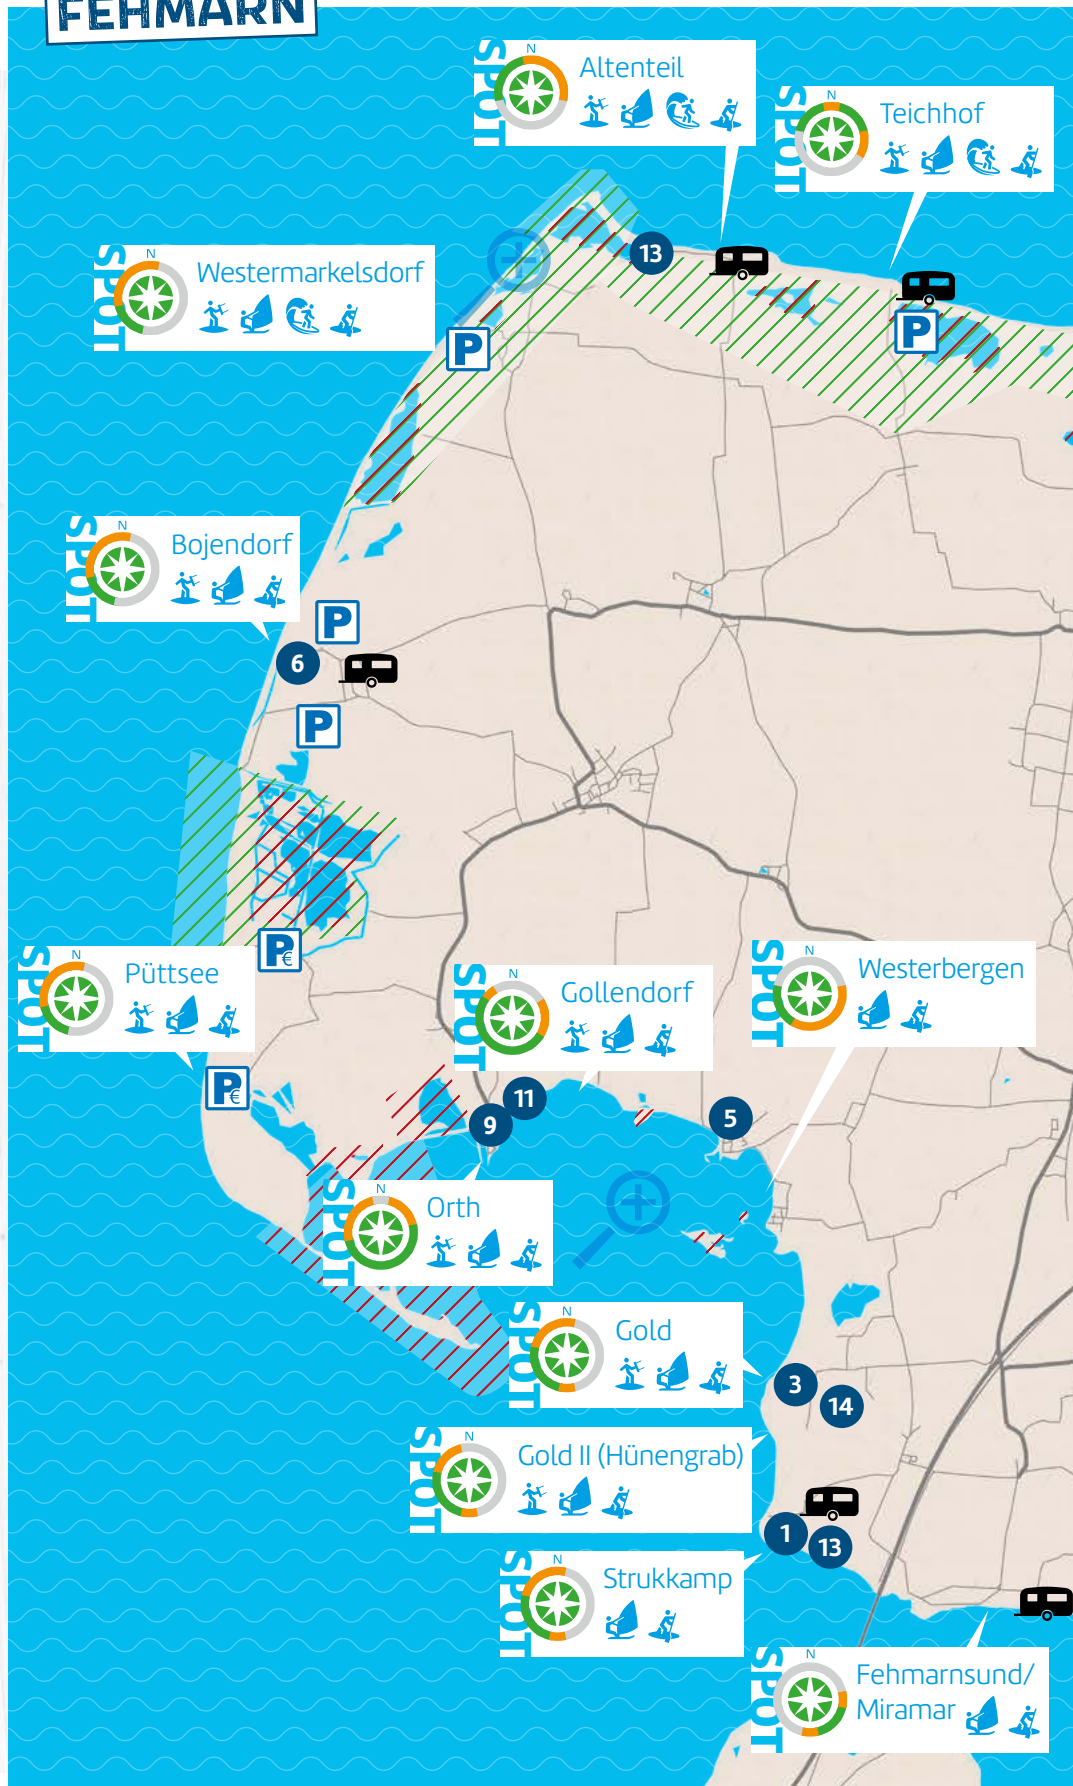 FEHMARN
SPOT
N
Altenteil
SPOT
N
Teichhof
13
SPOT
N
Westermarkelsdorf
P
P
SPOT
N
Bojendorf
P
6
P
P€
SPOT
N
Püttsee
SPOT
N
Gollendorf
SPOT
N
Westerbergen
P€
11
9
5
SPOT
N
Orth
SPOT
N
Gold
3
14
SPOT
N
Gold II (Hünengrab)
1
13
SPOT
N
Strukkamp
SPOT
N
Fehmarnsund/
Miramar